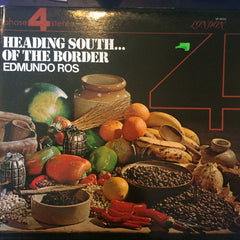 phase 4 stereo
LONDON
HEADING SOUTH...
OF THE BORDER
EDMUNDO ROS
4